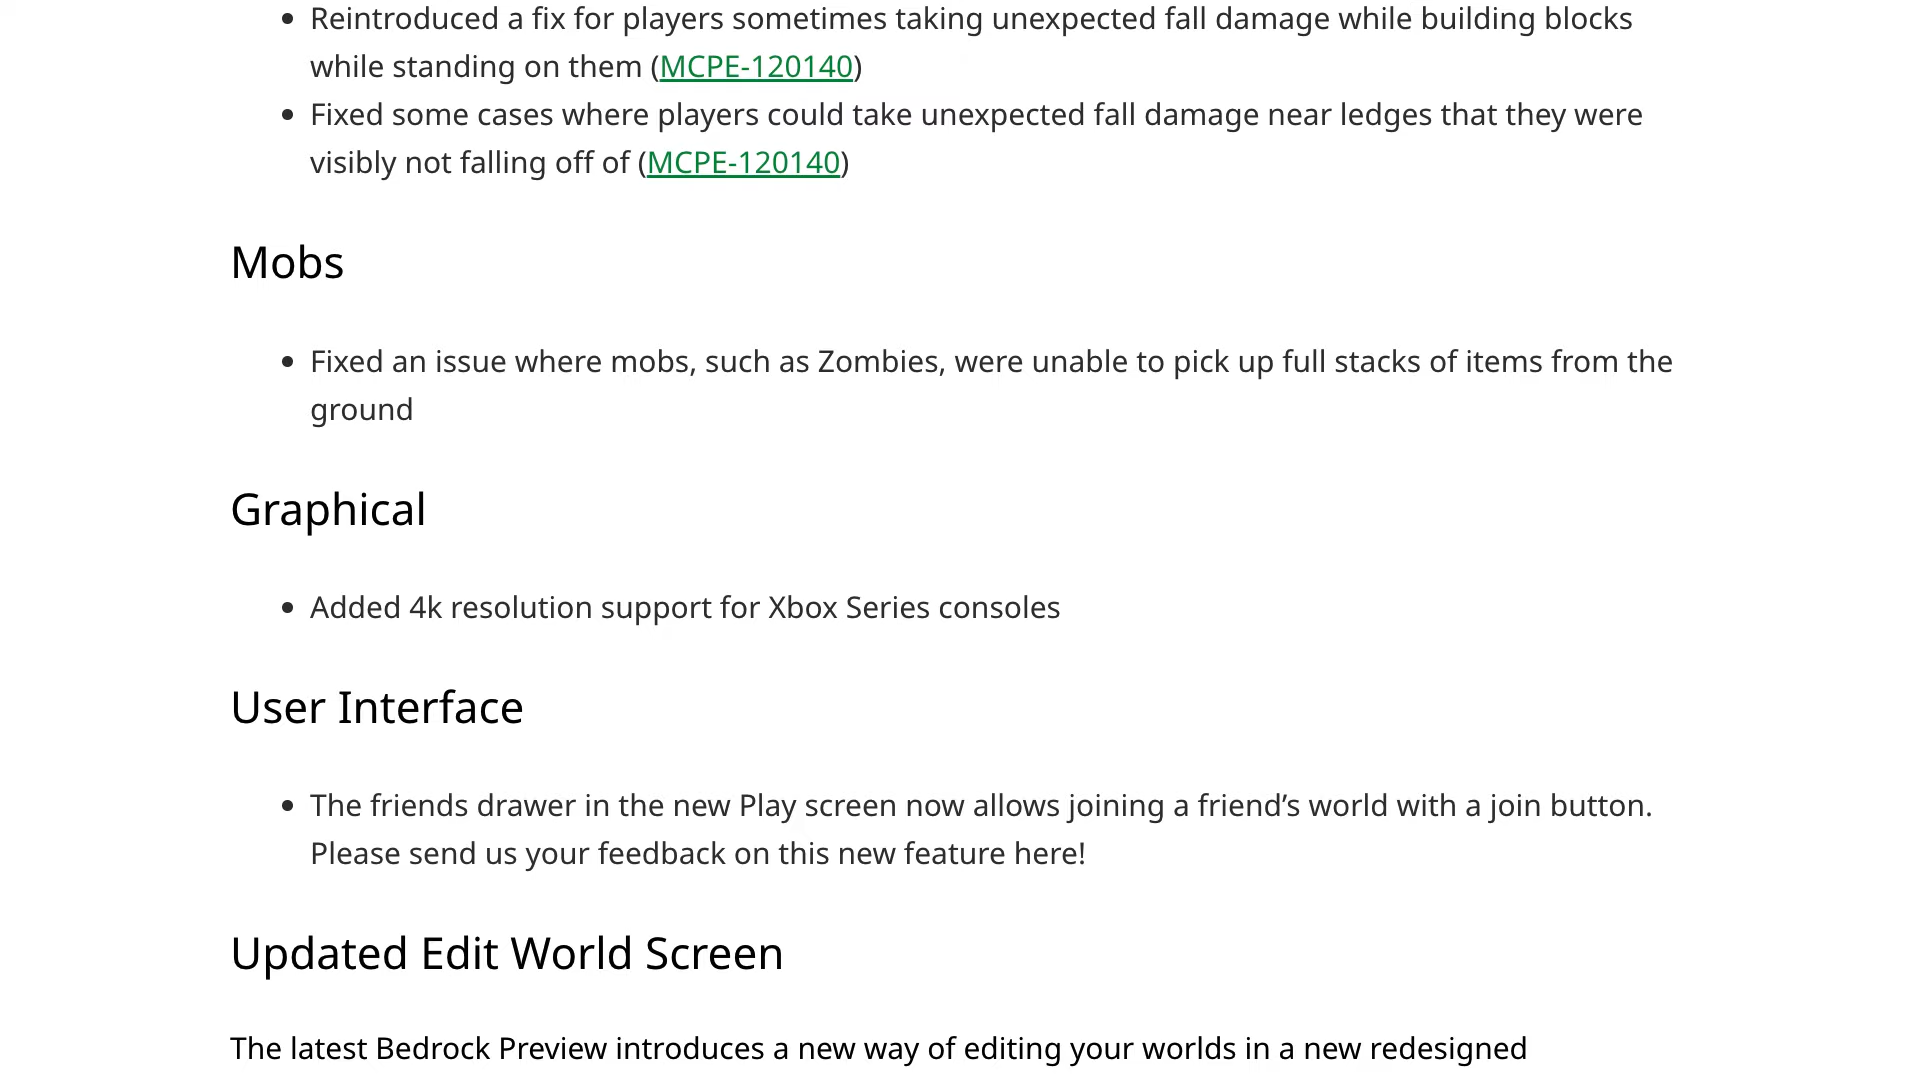 Reintroduced a fix for players sometimes taking unexpected fall damage while building blocks
while standing on them (MCPE-120140)
Fixed some cases where players could take unexpected fall damage near ledges that they were
visibly not falling off of (MCPE-120140)
Mobs
Fixed an issue where mobs, such as Zombies, were unable to pick up full stacks of items from the
ground
Graphical
Added 4k resolution support for Xbox Series consoles
User Interface
The friends drawer in the new Play screen now allows joining a friend’s world with a join button.
Please send us your feedback on this new feature here!
Updated Edit World Screen
The latest Bedrock Preview introduces a new way of editing your worlds in a new redesigned